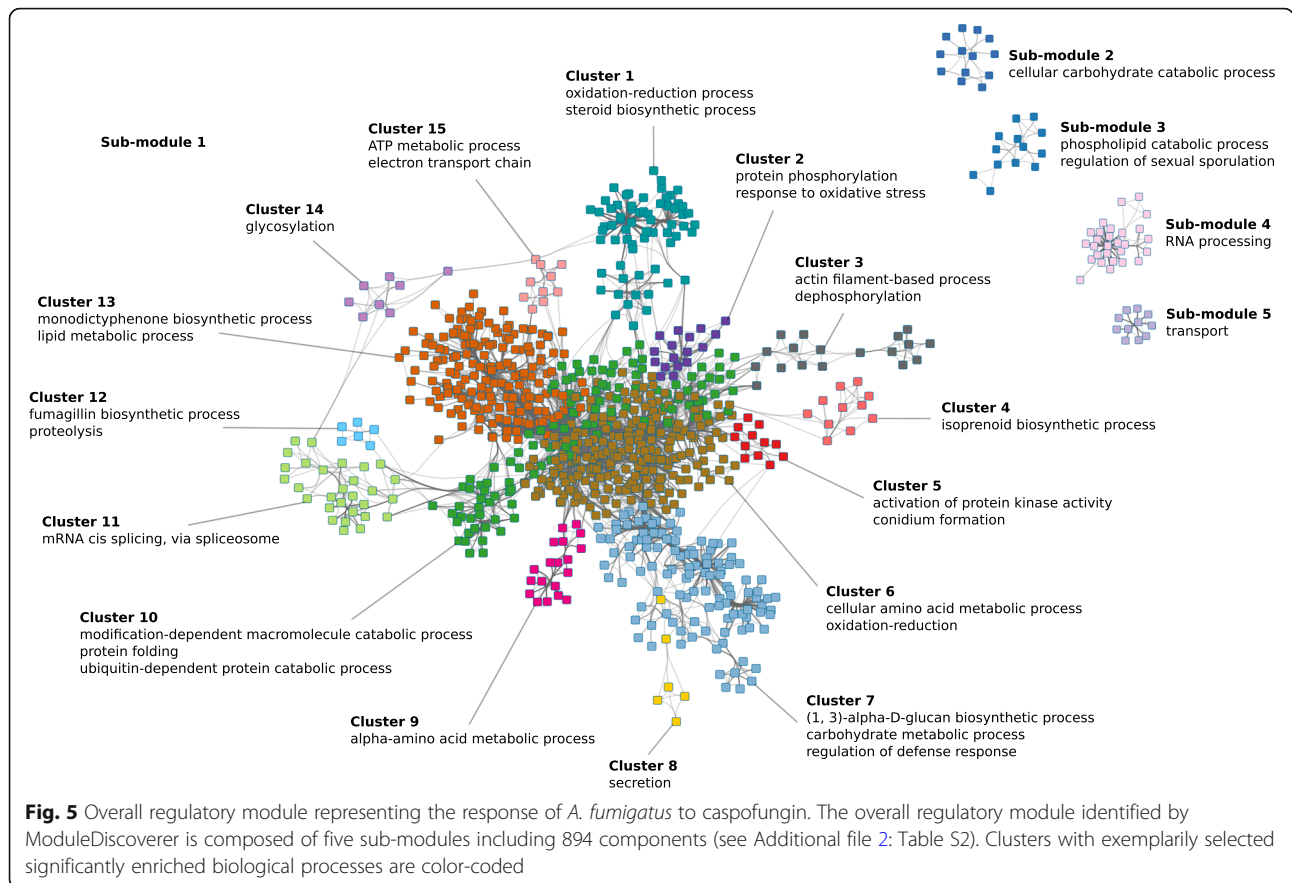 Sub-module 1
Cluster 1
oxidation-reduction process
steroid biosynthetic process
Cluster 2
protein phosphorylation
response to oxidative stress
Cluster 3
actin filament-based process
dephosphorylation
Cluster 4
isoprenoid biosynthetic process
Cluster 5
activation of protein kinase activity
conidium formation
Cluster 6
cellular amino acid metabolic process
oxidation-reduction
Cluster 7
(1, 3)-alpha-D-glucan biosynthetic process
carbohydrate metabolic process
regulation of defense response
Cluster 8
secretion
Cluster 9
alpha-amino acid metabolic process
Cluster 10
modification-dependent macromolecule catabolic process
protein folding
ubiquitin-dependent protein catabolic process
Cluster 11
mRNA cis splicing, via spliceosome
Cluster 12
fumagillin biosynthetic process
proteolysis
Cluster 13
monodictyphenone biosynthetic process
lipid metabolic process
Cluster 14
glycosylation
Cluster 15
ATP metabolic process
electron transport chain
Sub-module 2
cellular carbohydrate catabolic process
Sub-module 3
phospholipid catabolic process
regulation of sexual sporulation
Sub-module 4
RNA processing
Sub-module 5
transport
Fig. 5 Overall regulatory module representing the response of A. fumigatus to caspofungin. The overall regulatory module identified by
ModuleDiscoverer is composed of five sub-modules including 894 components (see Additional file 2: Table S2). Clusters with exemplarily selected
significantly enriched biological processes are color-coded